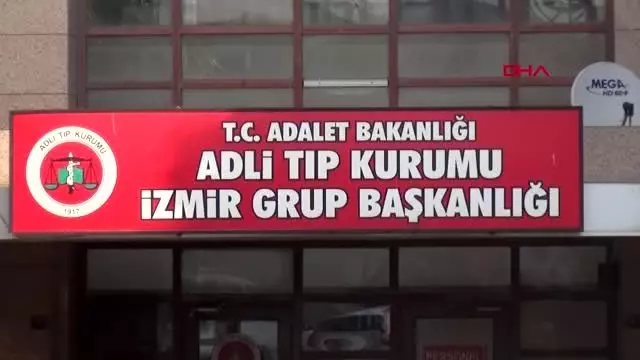 DHA
MEGA
T.C. ADALET BAKANLIĞI
ADLİ TIP KURUMU
İZMİR GRUP BAŞKANLIĞI
ADLİ TIP KURUMU
1917